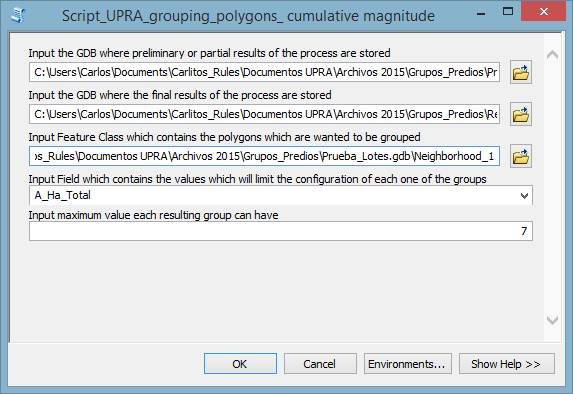 Script_UPRA_grouping_polygons_ cumulative magnitude
Input the GDB where preliminary or partial results of the process are stored
C:\Users\Carlos\Documents\Carlitos_Rules\Documentos UPRA\Archivos 2015\Grupos_Predios\Pr
Input the GDB where the final results of the process are stored
C:\Users\Carlos\Documents\Carlitos_Rules\Documentos UPRA\Archivos 2015\Grupos_Predios\Re
Input Feature Class which contains the polygons which are wanted to be grouped
os_Rules\Documentos UPRA\Archivos 2015\Grupos_Predios\Prueba_Lotes.gdb\Neighborhood_1
Input Field which contains the values which will limit the configuration of each one of the groups
A_Ha_Total
Input maximum value each resulting group can have
7
OK Cancel Environments... Show Help >>